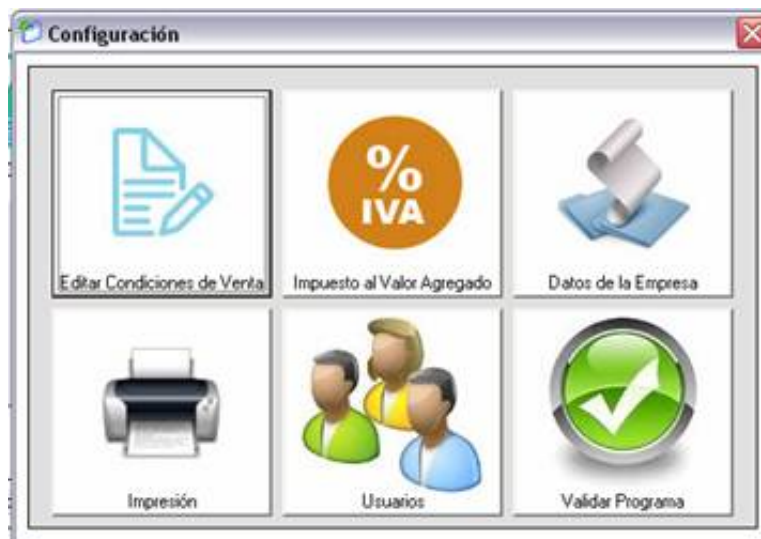 Configuración
% 
IVA
Editar Condiciones de Venta
Impuesto al Valor Agregado
Datos de la Empresa
Impresión
Usuarios
Validar Programa